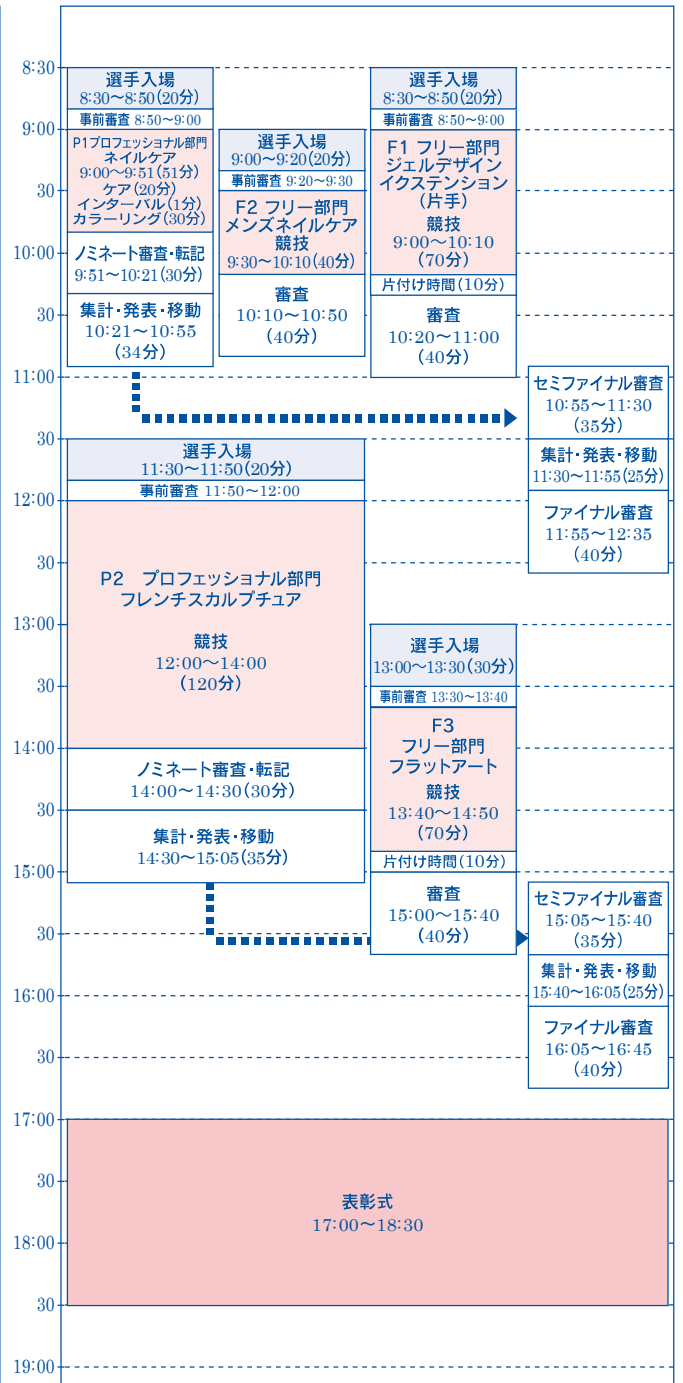 8:30
9:00
30
10:00
30
11:00
30
12:00
30
13:00
30
14:00
30
15:00
30
16:00
30
17:00
30
18:00
30
19:00
選手入場
8:30〜8:50(20分)
事前審査 8:50〜9:00
P1プロフェッショナル部門
ネイルケア
9:00〜9:51(51分)
ケア(20分)
インターバル(1分)
カラーリング(30分)
ノミネート審査・転記
9:51〜10:21(30分)
集計・発表・移動
10:21〜10:55
(34分)
選手入場
9:00〜9:20(20分)
事前審査 9:20〜9:30
F2 フリー部門
メンズネイルケア
競技
9:30〜10:10(40分)
審査
10:10〜10:50
(40分)
選手入場
8:30〜8:50(20分)
事前審査 8:50〜9:00
F1 フリー部門
ジェルデザイン
イクステンション
(片手)
競技
9:00〜10:10
(70分)
片付け時間(10分)
審査
10:20〜11:00
(40分)
セミファイナル審査
10:55〜11:30
(35分)
集計・発表・移動
11:30〜11:55(25分)
ファイナル審査
11:55〜12:35
(40分)
選手入場
11:30〜11:50(20分)
事前審査 11:50〜12:00
P2　プロフェッショナル部門
フレンチスカルプチュア
競技
12:00〜14:00
(120分)
ノミネート審査・転記
14:00〜14:30(30分)
集計・発表・移動
14:30〜15:05(35分)
選手入場
13:00〜13:30(30分)
事前審査 13:30〜13:40
F3
フリー部門
フラットアート
競技
13:40〜14:50
(70分)
片付け時間(10分)
審査
15:00〜15:40
(40分)
セミファイナル審査
15:05〜15:40
(35分)
集計・発表・移動
15:40〜16:05(25分)
ファイナル審査
16:05〜16:45
(40分)
表彰式
17:00〜18:30